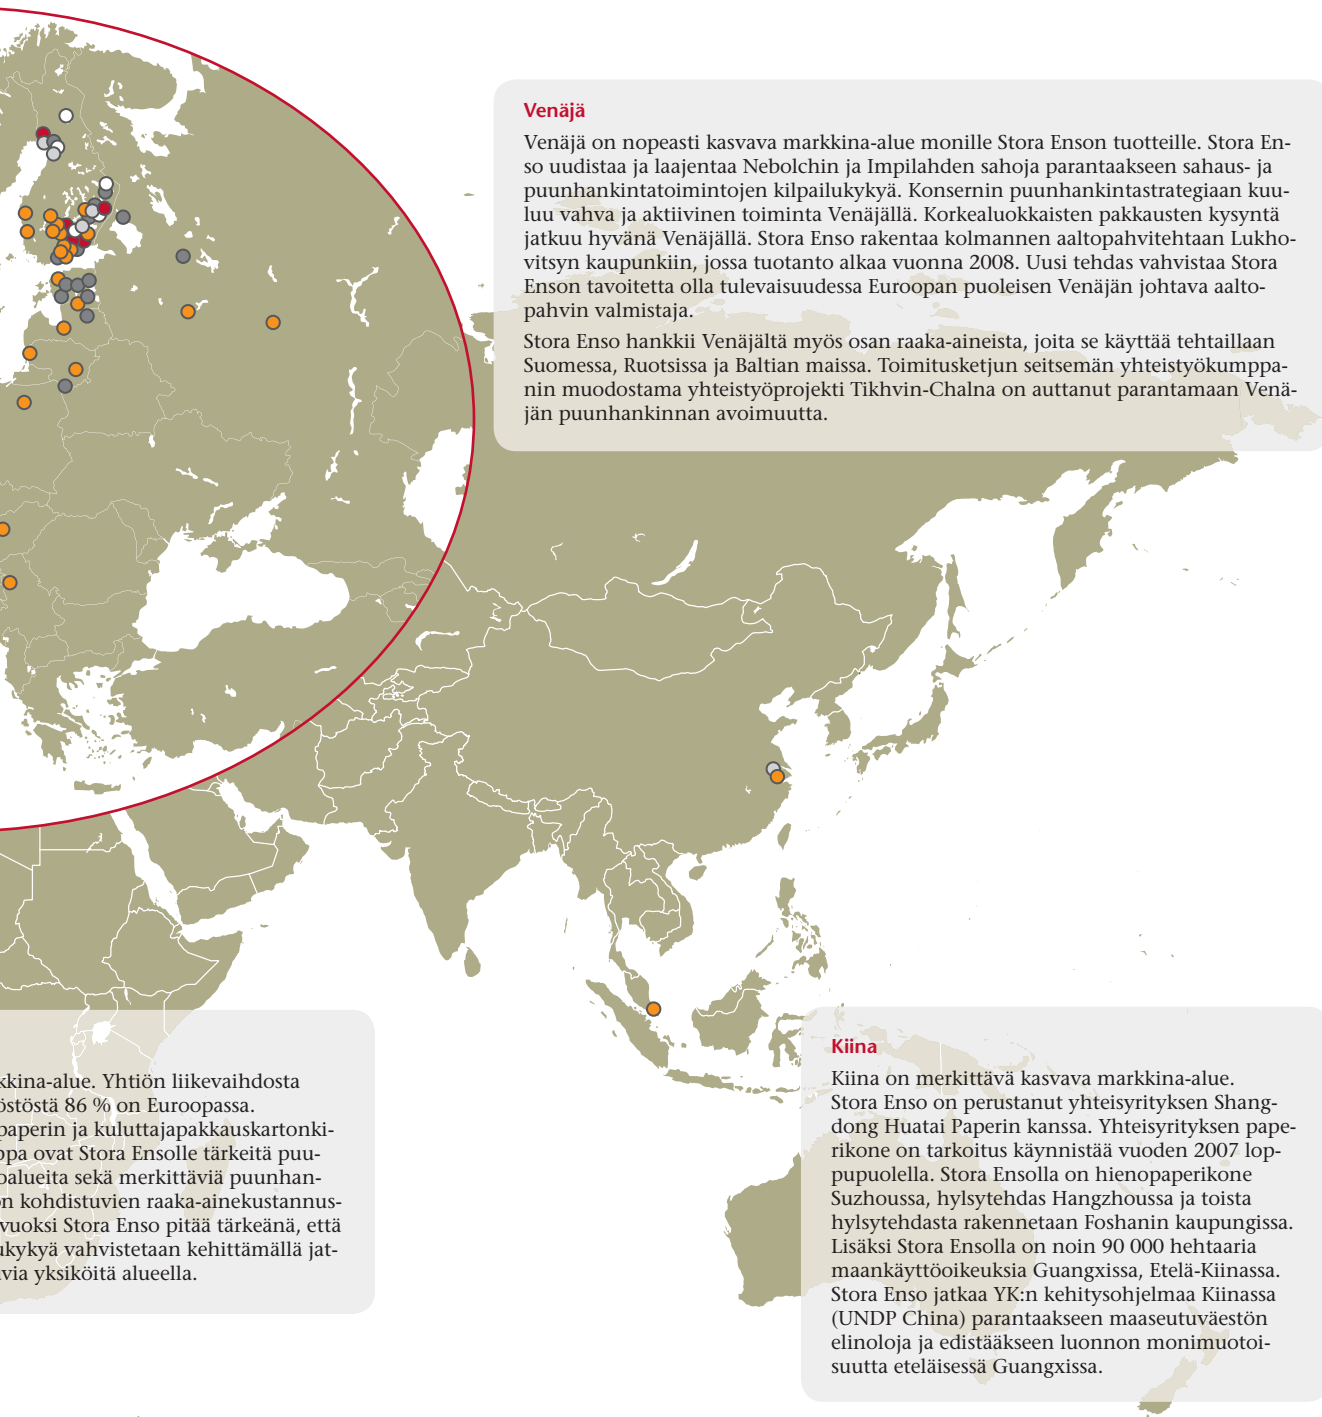 Venäjä
Venäjä on nopeasti kasvava markkina-alue monille Stora Enson tuotteille. Stora En-
so uudistaa ja laajentaa Nebolchin ja Impilahden sahoja parantaakseen sahaus- ja
puunhankintatoimintojen kilpailukykyä. Konsernin puunhankintastrategiaan kuu-
luu vahva ja aktiivinen toiminta Venäjällä. Korkealuokkaisten pakkausten kysyntä
jatkuu hyvänä Venäjällä. Stora Enso rakentaa kolmannen aaltopahvitehtaan Lukho-
vitsyn kaupunkiin, jossa tuotanto alkaa vuonna 2008. Uusi tehdas vahvistaa Stora
Enson tavoitetta olla tulevaisuudessa Euroopan puoleisen Venäjän johtava aalto-
pahvin valmistaja.
Stora Enso hankkii Venäjältä myös osan raaka-aineista, joita se käyttää tehtaillaan
Suomessa, Ruotsissa ja Baltian maissa. Toimitusketjun seitsemän yhteistyökumppa-
nin muodostama yhteistyöprojekti Tikhvin-Chalna on auttanut parantamaan Venä-
jän puunhankinnan avoimuutta.
kkina-alue. Yhtiön liikevaihdosta
östöstä 86 % on Euroopassa.
paperin ja kuluttajapakkauskartonki-
ppa ovat Stora Ensolle tärkeitä puu-
oalueita sekä merkittäviä puunhan-
on kohdistuvien raaka-ainekustannus-
vuoksi Stora Enso pitää tärkeänä, että
ukykyä vahvistetaan kehittämällä jat-
avia yksiköitä alueella.
Kiina
Kiina on merkittävä kasvava markkina-alue.
Stora Enso on perustanut yhteisyrityksen Shang-
dong Huatai Paperin kanssa. Yhteisyrityksen pape-
rikone on tarkoitus käynnistää vuoden 2007 lop-
pupuolella. Stora Ensolla on hienopaperikone
Suzhoussa, hylsytehdas Hangzhoussa ja toista
hylsytehdasta rakennetaan Foshanin kaupungissa.
Lisäksi Stora Ensolla on noin 90 000 hehtaaria
maankäyttöoikeuksia Guangxissa, Etelä-Kiinassa.
Stora Enso jatkaa YK:n kehitysohjelmaa Kiinassa
(UNDP China) parantaakseen maaseutuväestön
elinoloja ja edistääkseen luonnon monimuotoi-
suutta eteläisessä Guangxissa.